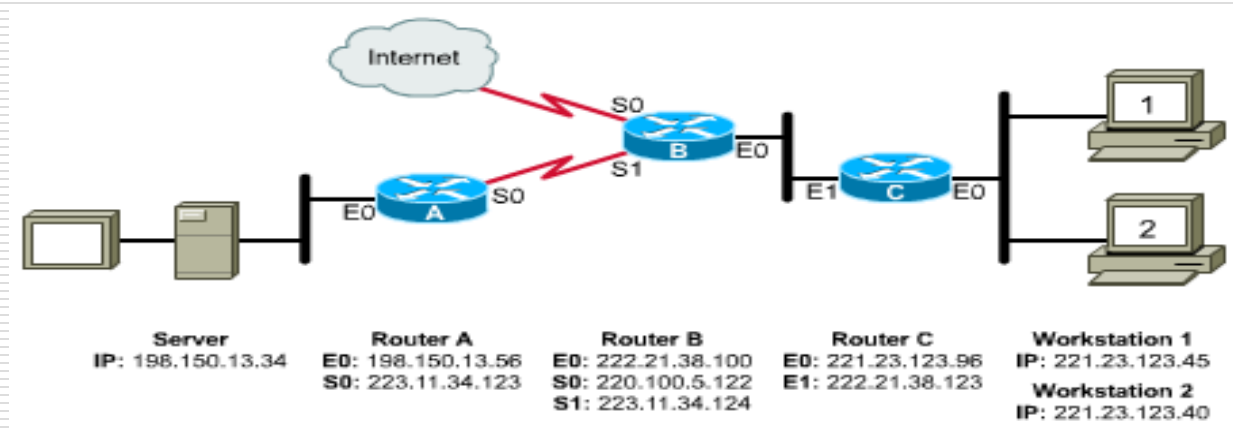 Internet
S0
B
E0
S1
E0
A
S0
E1
C
E0
1
2
Server
IP: 198.150.13.34
Router A
E0: 198.150.13.56
S0: 223.11.34.123
Router B
E0: 222.21.38.100
S0: 220.100.5.122
S1: 223.11.34.124
Router C
E0: 221.23.123.96
E1: 222.21.38.123
Workstation 1
IP: 221.23.123.45
Workstation 2
IP: 221.23.123.40